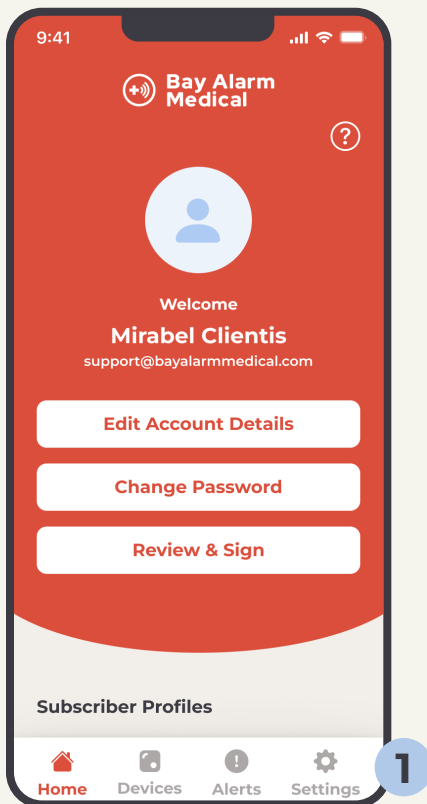 9:41
Bay Alarm
Medical
?
Welcome
Mirabel Clientis
support@bayalarmmedical.com
Edit Account Details
Change Password
Review & Sign
Subscriber Profiles
Home Devices Alerts Settings
1